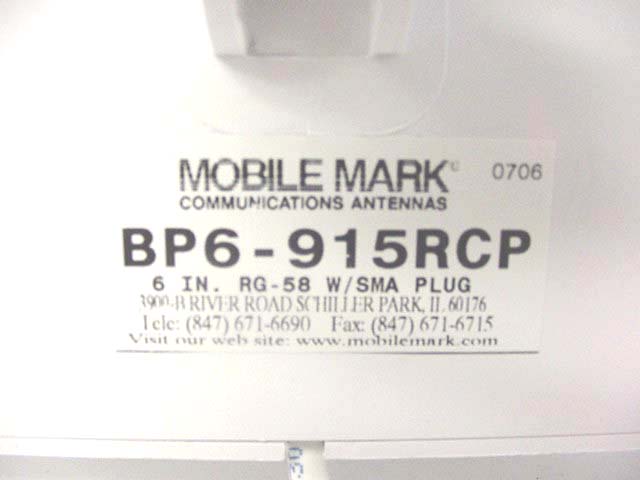 MOBILE MARK 0706
COMMUNICATIONS ANTENNAS
BP6-915RCP
6 IN. RG-58 W/SMA PLUG
3900-B RIVER ROAD SCHILLER PARK, IL 60176
Tele: (847) 671-6690 Fax: (847) 671-6715
Visit our web site: www.mobilemark.com